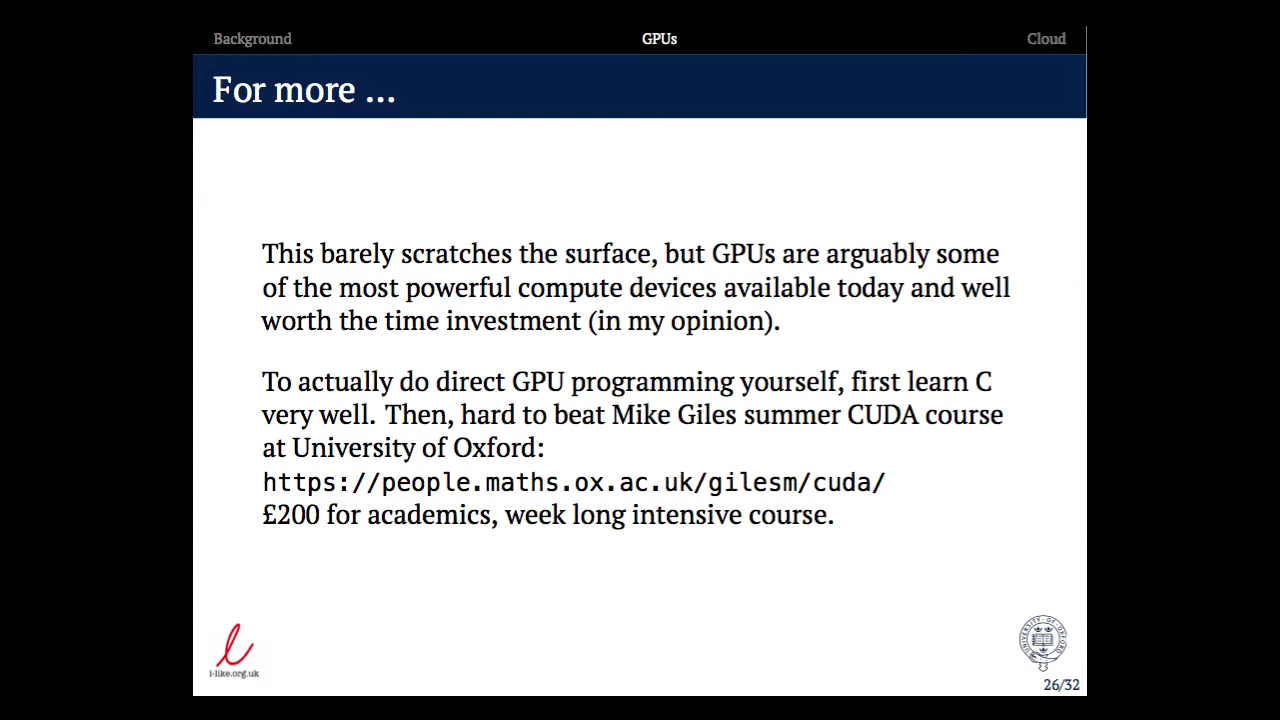 Background GPUs Cloud
For more ...
This barely scratches the surface, but GPUs are arguably some
of the most powerful compute devices available today and well
worth the time investment (in my opinion).
To actually do direct GPU programming yourself, first learn C
very well. Then, hard to beat Mike Giles summer CUDA course
at University of Oxford:
https://people.maths.ox.ac.uk/gilesm/cuda/
£200 for academics, week long intensive course.
i-like.org.uk
UNIVERSITY OF OXFORD
26/32